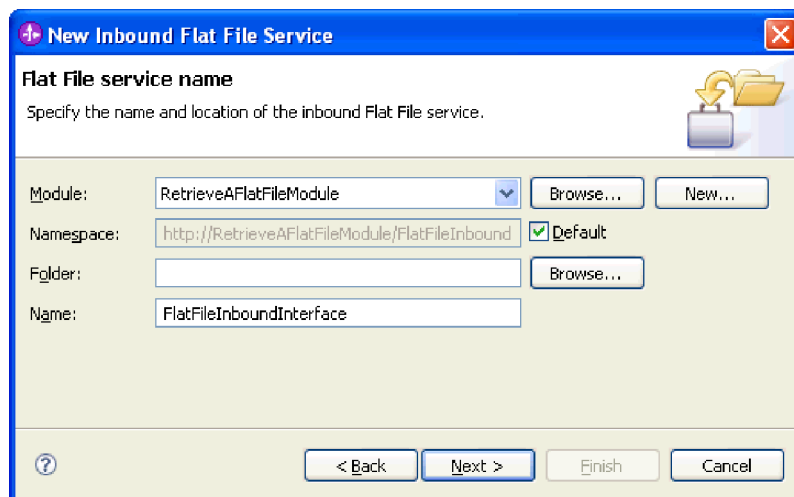 New Inbound Flat File Service
Flat File service name
Specify the name and location of the inbound Flat File service.
Module: RetrieveAFlatFileModule Browse... New...
Namespace: http://RetrieveAFlatFileModule/FlatFileInbound Default
Folder: Browse...
Name: FlatFileInboundInterface
? < Back Next > Finish Cancel